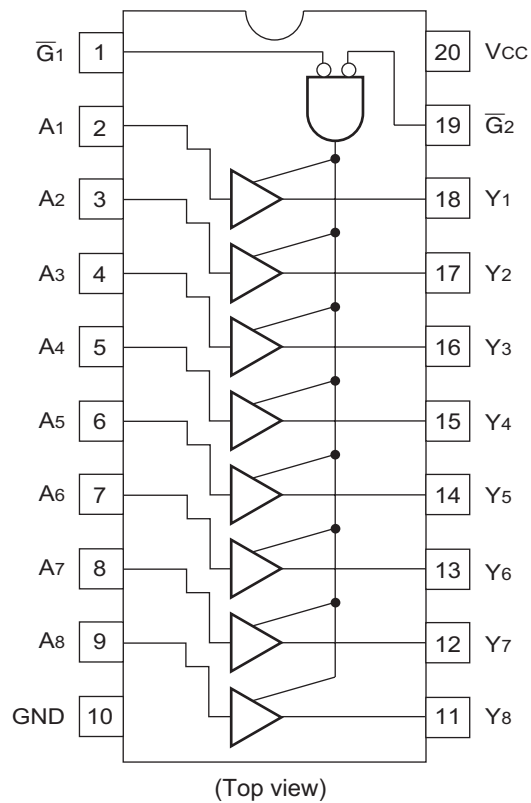 G̅1 1 20 VCC
A1 2 19 G̅2
A2 3 18 Y1
A3 4 17 Y2
A4 5 16 Y3
A5 6 15 Y4
A6 7 14 Y5
A7 8 13 Y6
A8 9 12 Y7
GND 10 11 Y8
(Top view)